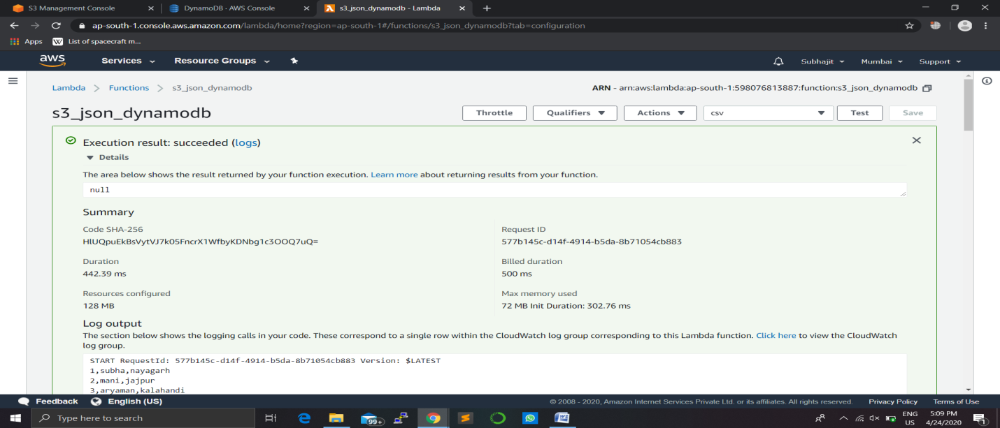 S3 Management Console
DynamoDB · AWS Console
s3_json_dynamodb - Lambda
ap-south-1.console.aws.amazon.com/lambda/home?region=ap-south-1#/functions/s3_json_dynamodb?tab=configuration
Apps W List of spacecraft m...
aws Services Resource Groups Subhajit Mumbai Support
Lambda > Functions > s3_json_dynamodb
ARN - arn:aws:lambda:ap-south-1:598076813887:function:s3_json_dynamodb
s3_json_dynamodb
Throttle Qualifiers Actions csv Test Save
Execution result: succeeded (logs)
Details
The area below shows the result returned by your function execution. Learn more about returning results from your function.
null
Summary
Code SHA-256
HlUQpuEkBsVytVJ7k05FncrX1WfbyKDNbg1c3OOQ7uQ=
Request ID
577b145c-d14f-4914-b5da-8b71054cb883
Duration
442.39 ms
Billed duration
500 ms
Resources configured
128 MB
Max memory used
72 MB Init Duration: 302.76 ms
Log output
The section below shows the logging calls in your code. These correspond to a single row within the CloudWatch log group corresponding to this Lambda function. Click here to view the CloudWatch
log group.
START RequestId: 577b145c-d14f-4914-b5da-8b71054cb883 Version: $LATEST
1,subha,nayagarh
2,mani,jajpur
3,aryaman,kalahandi
Feedback English (US)
© 2008 - 2020, Amazon Internet Services Private Ltd. or its affiliates. All rights reserved. Privacy Policy Terms of Use
Type here to search
99+
ENG
US
5:09 PM
4/24/2020
1